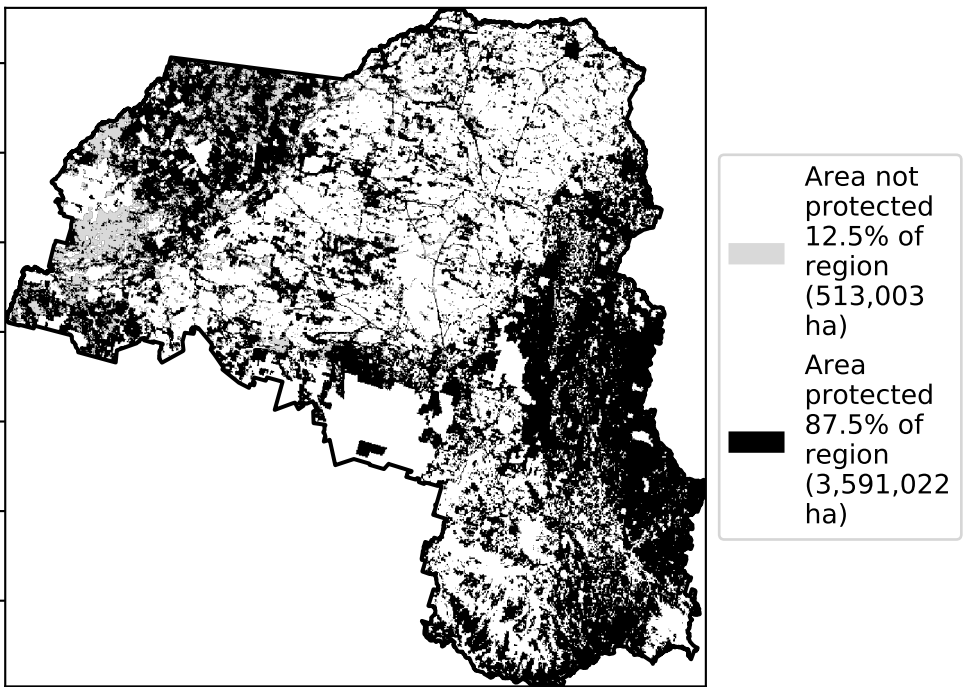 Area not
protected
12.5% of
region
(513,003
ha)
Area
protected
87.5% of
region
(3,591,022
ha)